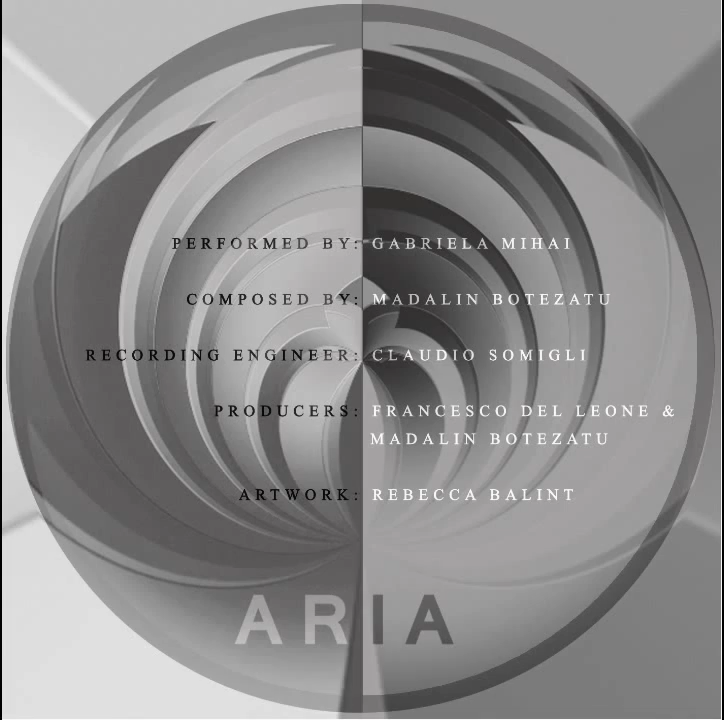 PERFORMED BY: GABRIELA MIHAI
COMPOSED BY: MADALIN BOTEZATU
RECORDING ENGINEER: CLAUDIO SOMIGLI
PRODUCERS: FRANCESCO DEL LEONE &
MADALIN BOTEZATU
ARTWORK: REBECCA BALINT
ARIA